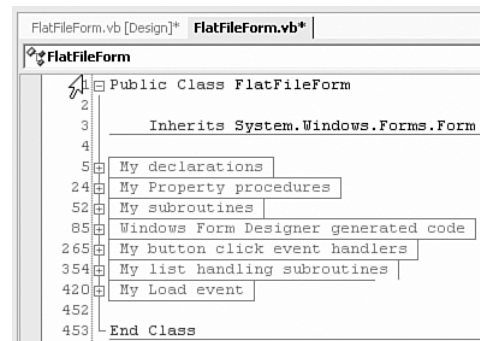 FlatFileForm.vb [Design]* FlatFileForm.vb*
FlatFileForm
1 Public Class FlatFileForm
2
3 Inherits System.Windows.Forms.Form
4
5 My declarations
24 My Property procedures
52 My subroutines
85 Windows Form Designer generated code
265 My button click event handlers
354 My list handling subroutines
420 My Load event
452
453 End Class